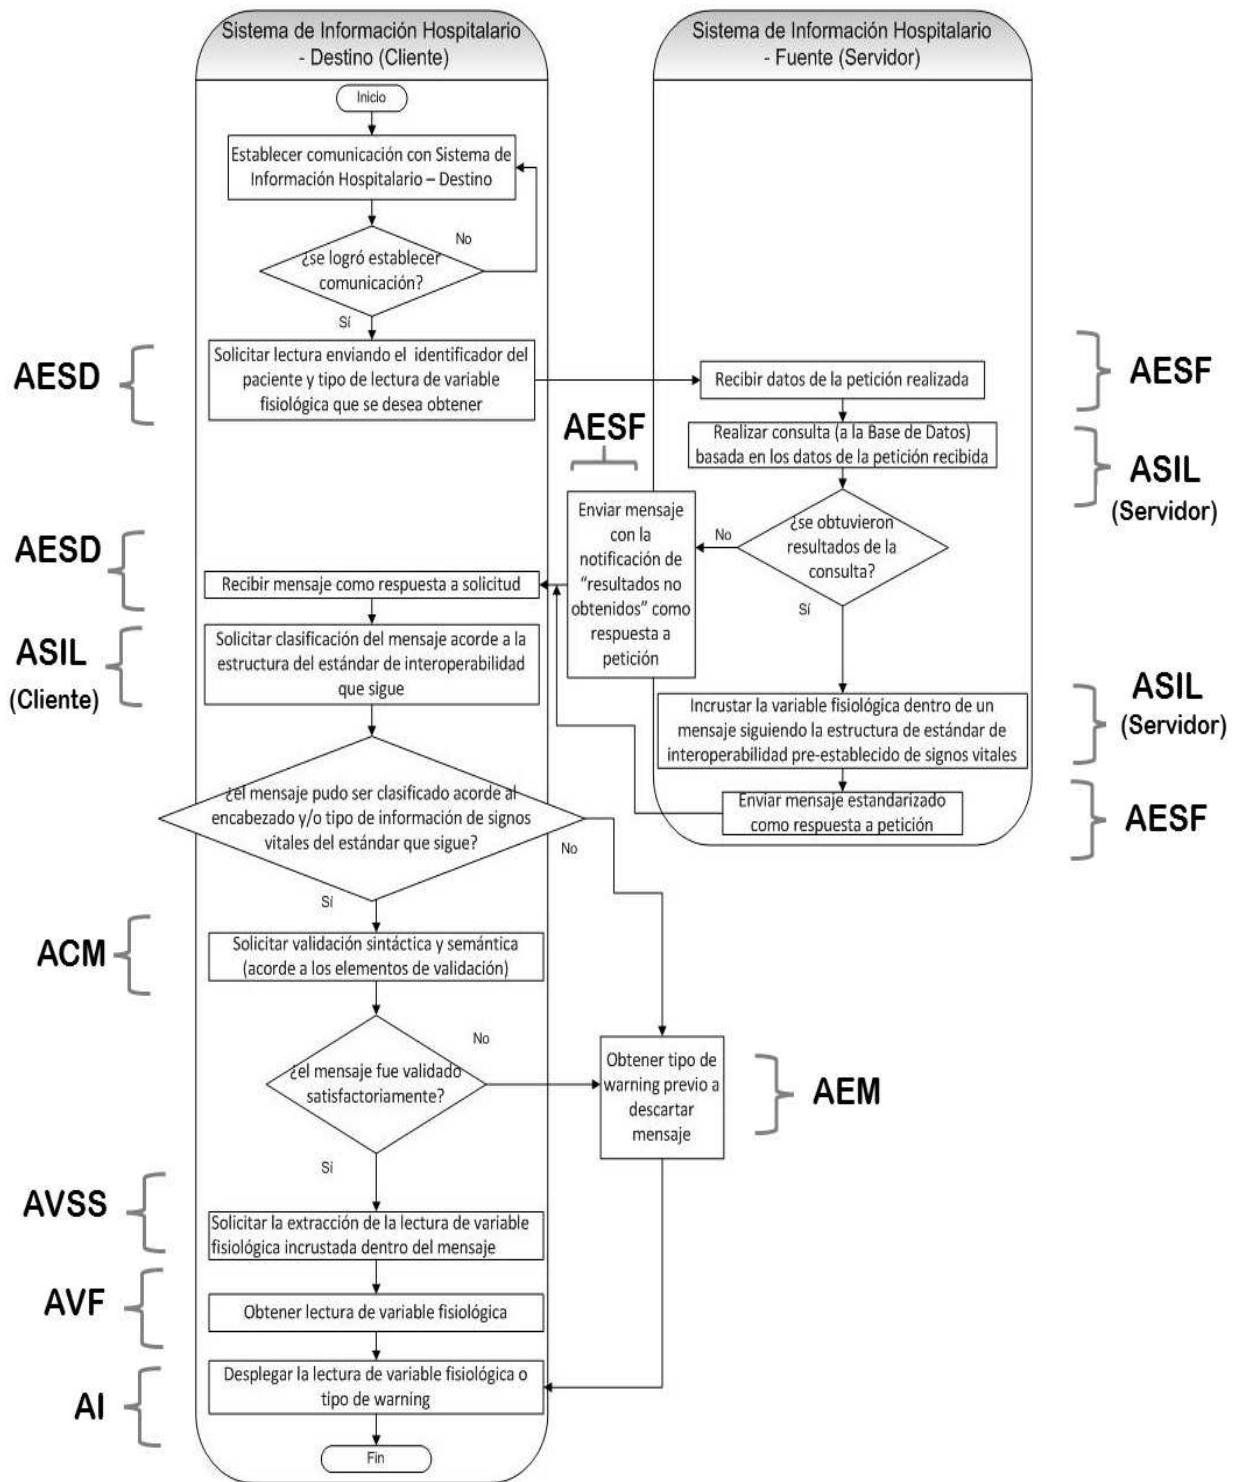 Sistema de Información Hospitalario
- Destino (Cliente)
Sistema de Información Hospitalario
- Fuente (Servidor)
Inicio
Establecer comunicación con Sistema de
Información Hospitalario – Destino
No
¿se logró establecer
comunicación?
Sí
AESD
Solicitar lectura enviando el identificador del
paciente y tipo de lectura de variable
fisiológica que se desea obtener
Recibir datos de la petición realizada
AESF
AESF
Realizar consulta (a la Base de Datos)
basada en los datos de la petición recibida
ASIL
(Servidor)
Enviar mensaje
con la
notificación de
“resultados no
obtenidos” como
respuesta a
petición
No
¿se obtuvieron
resultados de la
consulta?
Sí
AESD
Recibir mensaje como respuesta a solicitud
ASIL
(Cliente)
Solicitar clasificación del mensaje acorde a la
estructura del estándar de interoperabilidad
que sigue
Incrustar la variable fisiológica dentro de un
mensaje siguiendo la estructura de estándar de
interoperabilidad pre-establecido de signos vitales
ASIL
(Servidor)
¿el mensaje pudo ser clasificado acorde al
encabezado y/o tipo de información de signos
vitales del estándar que sigue?
No
Sí
Enviar mensaje estandarizado
como respuesta a petición
AESF
ACM
Solicitar validación sintáctica y semántica
(acorde a los elementos de validación)
No
¿el mensaje fue validado
satisfactoriamente?
Sí
Obtener tipo de
warning previo a
descartar
mensaje
AEM
AVSS
Solicitar la extracción de la lectura de variable
fisiológica incrustada dentro del mensaje
AVF
Obtener lectura de variable fisiológica
AI
Desplegar la lectura de variable fisiológica o
tipo de warning
Fin